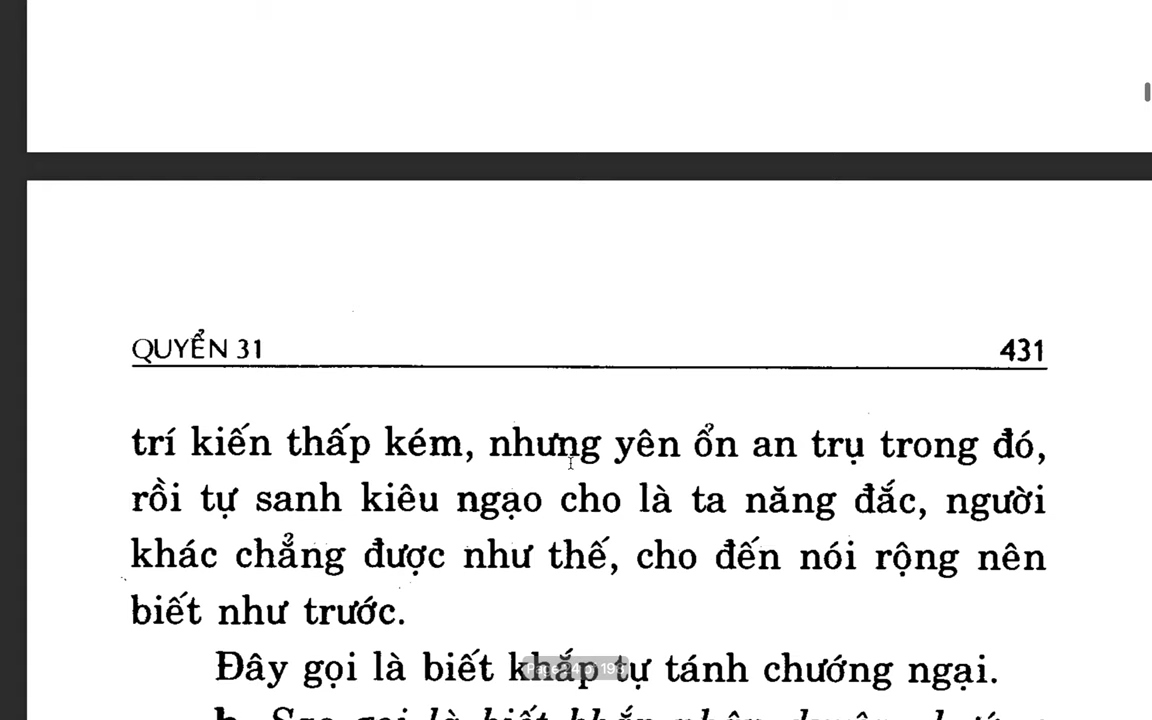 QUYỂN 31 431
trí kiến thấp kém, nhưng yên ổn an trụ trong đó,
rồi tự sanh kiêu ngạo cho là ta năng đắc, người
khác chẳng được như thế, cho đến nói rộng nên
biết như trước.
Đây gọi là biết khắp tự tánh chướng ngại.